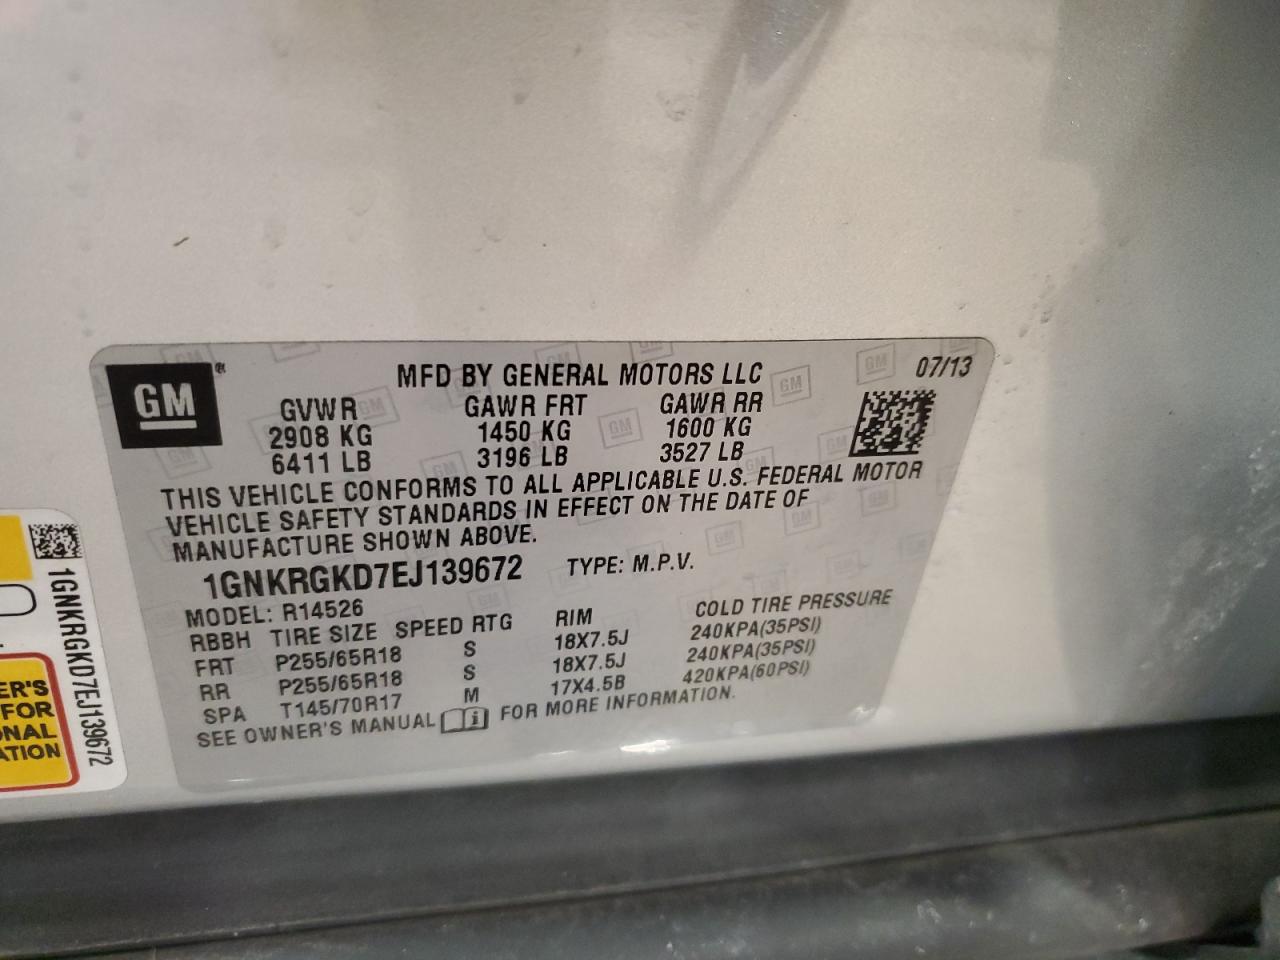 GM®
MFD BY GENERAL MOTORS LLC 07/13
GVWR GAWR FRT GAWR RR
2908 KG 1450 KG 1600 KG
6411 LB 3196 LB 3527 LB
THIS VEHICLE CONFORMS TO ALL APPLICABLE U.S. FEDERAL MOTOR
VEHICLE SAFETY STANDARDS IN EFFECT ON THE DATE OF
MANUFACTURE SHOWN ABOVE.
1GNKRGKD7EJ139672 TYPE: M.P.V.
MODEL: R14526
RBBH TIRE SIZE SPEED RTG RIM COLD TIRE PRESSURE
FRT P255/65R18 S 18X7.5J 240KPA(35PSI)
RR P255/65R18 S 18X7.5J 240KPA(35PSI)
SPA T145/70R17 M 17X4.5B 420KPA(60PSI)
SEE OWNER'S MANUAL FOR MORE INFORMATION.
1GNKRGKD7EJ139672
ER'S
FOR
NAL
ATION